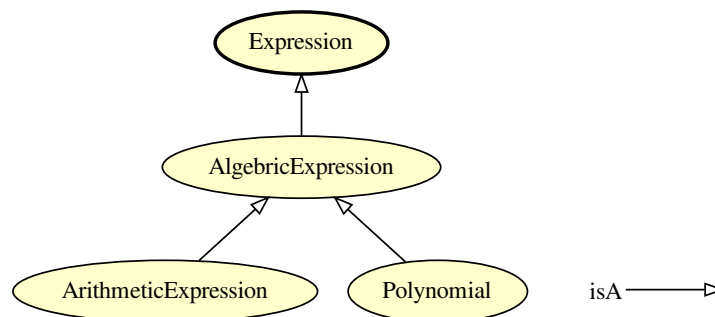 Expression
AlgebricExpression
ArithmeticExpression
Polynomial
isA